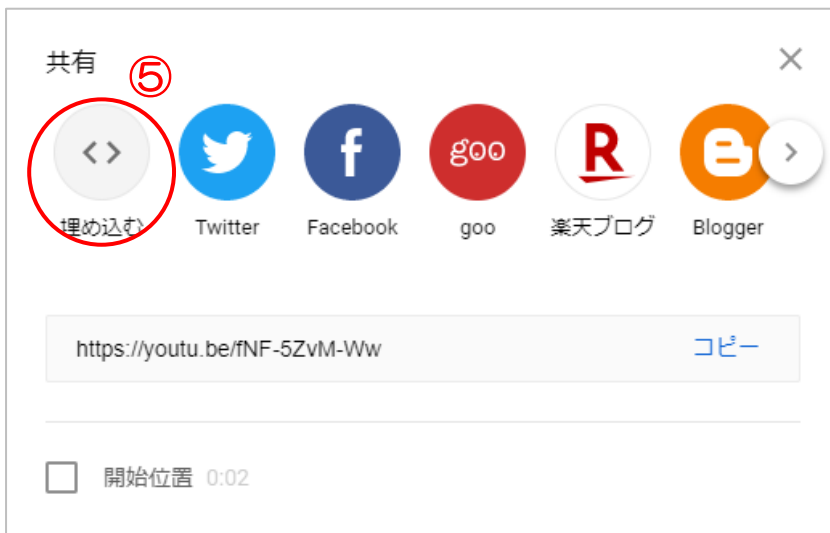 共有
⑤
goo
R
埋め込む
Twitter
Facebook
goo
楽天ブログ
Blogger
https://youtu.be/fNF-5ZvM-Ww
コピー
開始位置 0:02